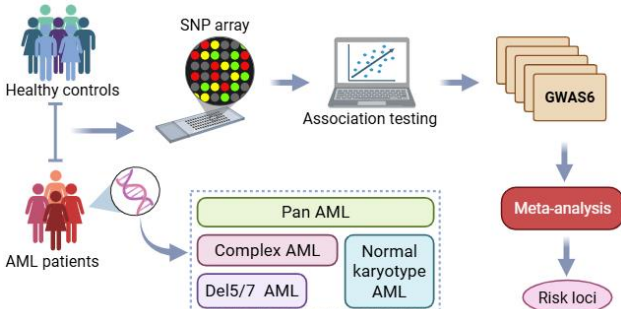 SNP array
Healthy controls
Association testing
GWAS6
AML patients
Pan AML
Complex AML
Normal
karyotype
AML
Del5/7 AML
Meta-analysis
Risk loci